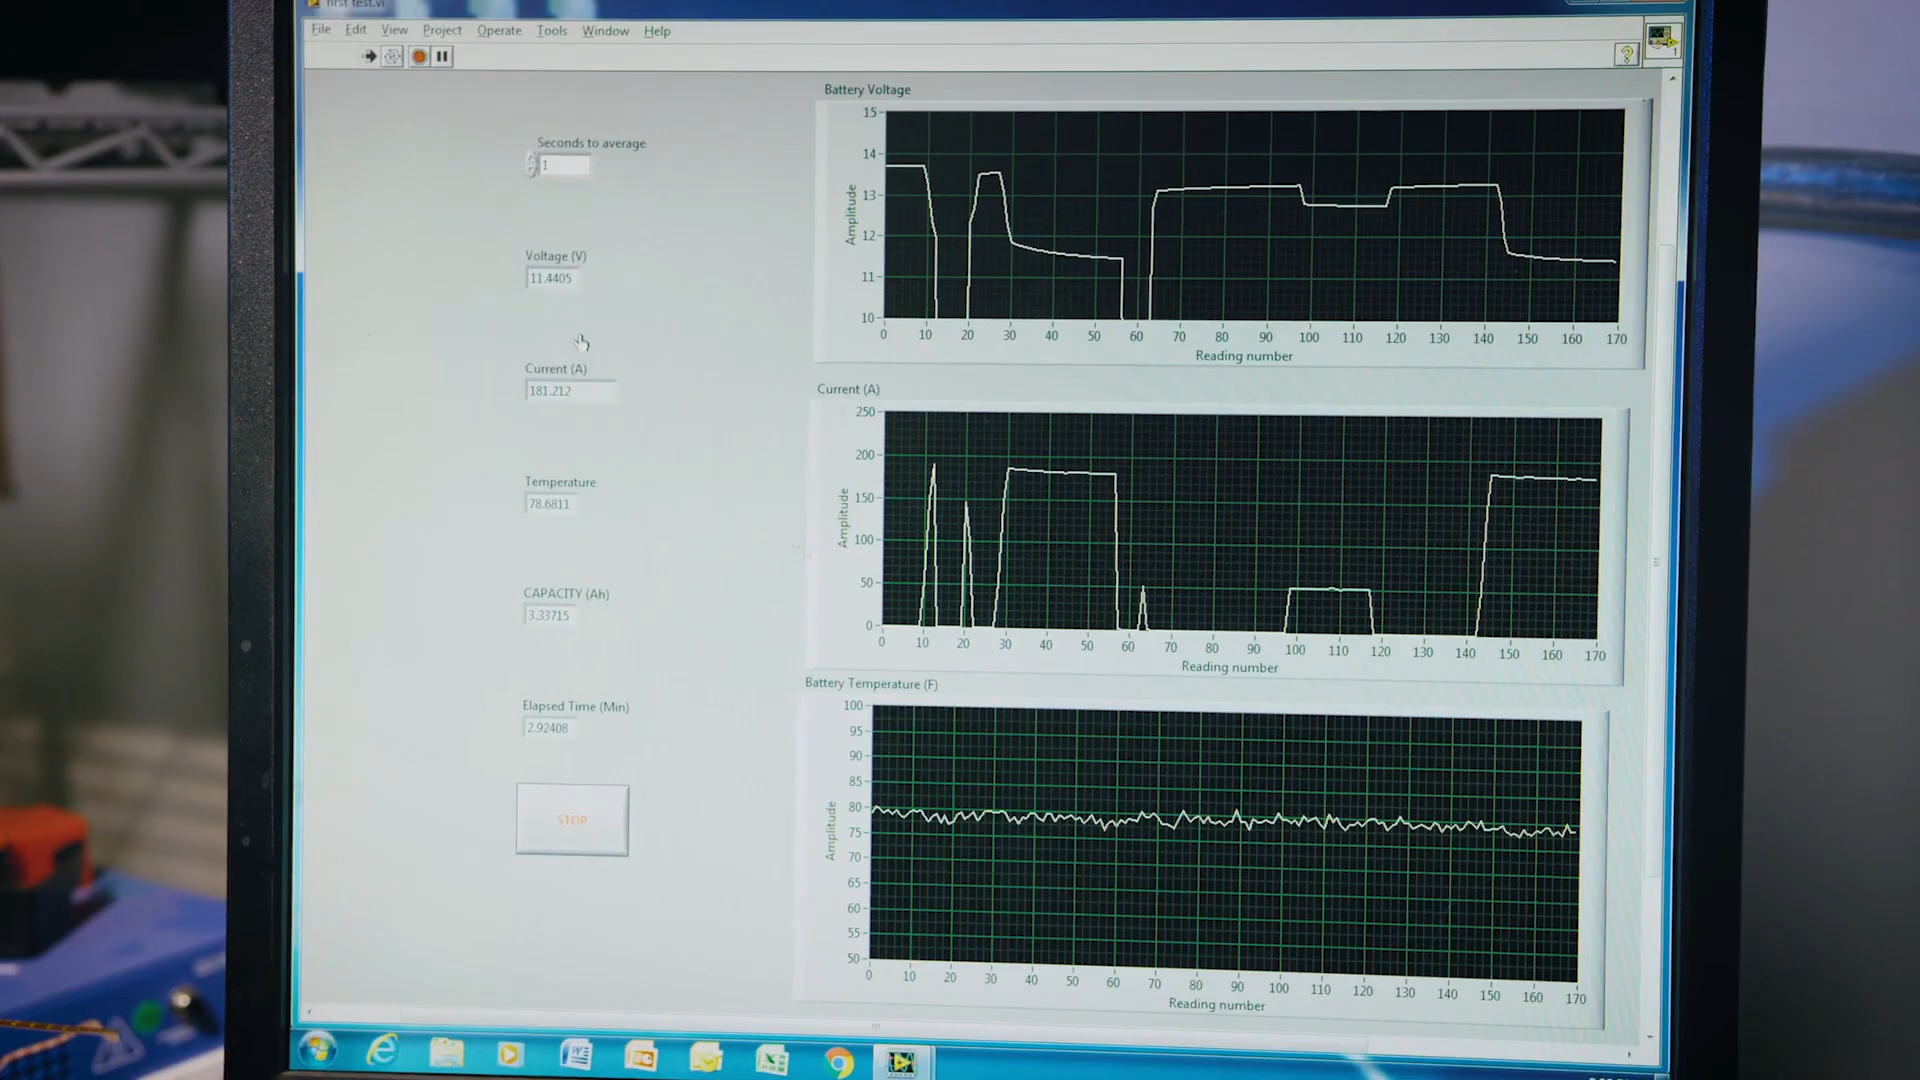 first test.vi
File Edit View Project Operate Tools Window Help
Seconds to average
1
Voltage (V)
11.4405
Current (A)
181.212
Temperature
78.6811
CAPACITY (Ah)
3.33715
Elapsed Time (Min)
2.92408
STOP
Battery Voltage
Amplitude
15
14
13
12
11
10
0 10 20 30 40 50 60 70 80 90 100 110 120 130 140 150 160 170
Reading number
Current (A)
Amplitude
250
200
150
100
50
0
0 10 20 30 40 50 60 70 80 90 100 110 120 130 140 150 160 170
Reading number
Battery Temperature (F)
Amplitude
100
95
90
85
80
75
70
65
60
55
50
0 10 20 30 40 50 60 70 80 90 100 110 120 130 140 150 160 170
Reading number